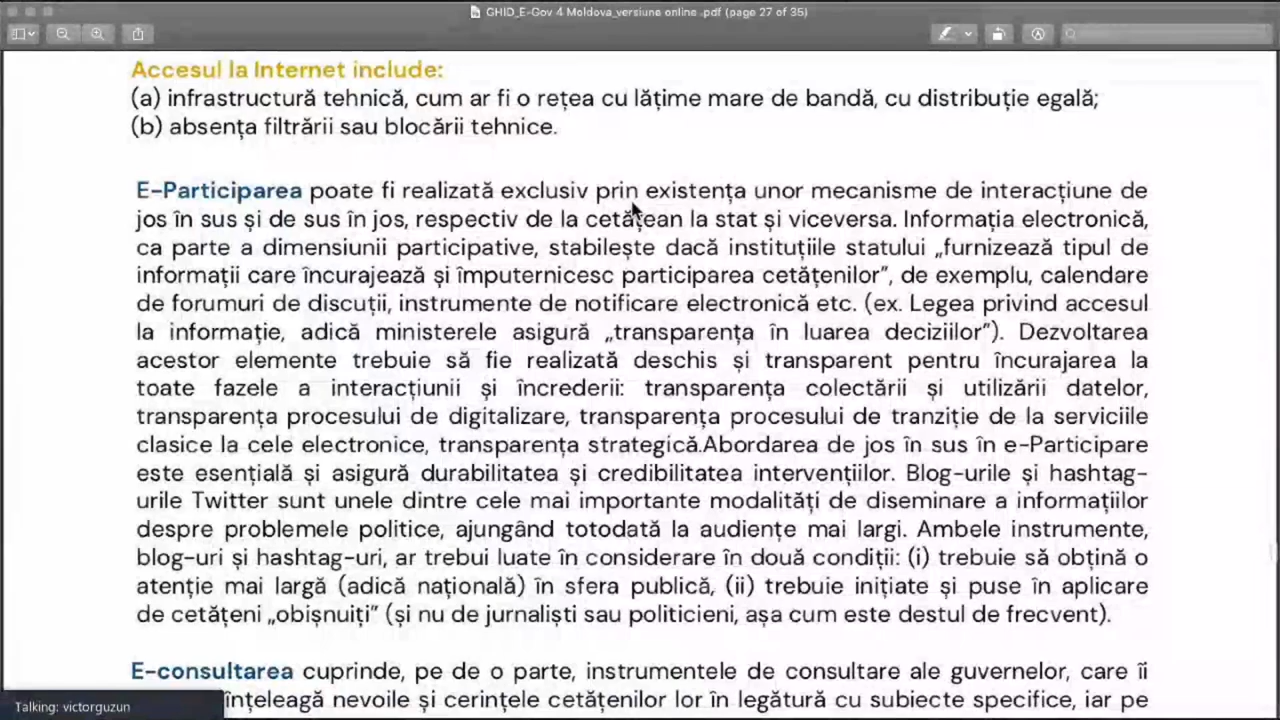 GHID_E-Gov 4 Moldova_versiune online .pdf (page 27 of 35)
Accesul la Internet include:
(a) infrastructură tehnică, cum ar fi o rețea cu lățime mare de bandă, cu distribuție egală;
(b) absența filtrării sau blocării tehnice.
E-Participarea poate fi realizată exclusiv prin existența unor mecanisme de interacțiune de
jos în sus și de sus în jos, respectiv de la cetățean la stat și viceversa. Informația electronică,
ca parte a dimensiunii participative, stabilește dacă instituțiile statului „furnizează tipul de
informații care încurajează și împuternicesc participarea cetățenilor”, de exemplu, calendare
de forumuri de discuții, instrumente de notificare electronică etc. (ex. Legea privind accesul
la informație, adică ministerele asigură „transparența în luarea deciziilor”). Dezvoltarea
acestor elemente trebuie să fie realizată deschis și transparent pentru încurajarea la
toate fazele a interacțiunii și încrederii: transparența colectării și utilizării datelor,
transparența procesului de digitalizare, transparența procesului de tranziție de la serviciile
clasice la cele electronice, transparența strategică.Abordarea de jos în sus în e-Participare
este esențială și asigură durabilitatea și credibilitatea intervențiilor. Blog-urile și hashtag-
urile Twitter sunt unele dintre cele mai importante modalități de diseminare a informațiilor
despre problemele politice, ajungând totodată la audiențe mai largi. Ambele instrumente,
blog-uri și hashtag-uri, ar trebui luate în considerare în două condiții: (i) trebuie să obțină o
atenție mai largă (adică națională) în sfera publică, (ii) trebuie inițiate și puse în aplicare
de cetățeni „obișnuiți” (și nu de jurnaliști sau politicieni, așa cum este destul de frecvent).
E-consultarea cuprinde, pe de o parte, instrumentele de consultare ale guvernelor, care îi
înțeleagă nevoile și cerințele cetățenilor lor în legătură cu subiecte specifice, iar pe
Talking: victorguzun